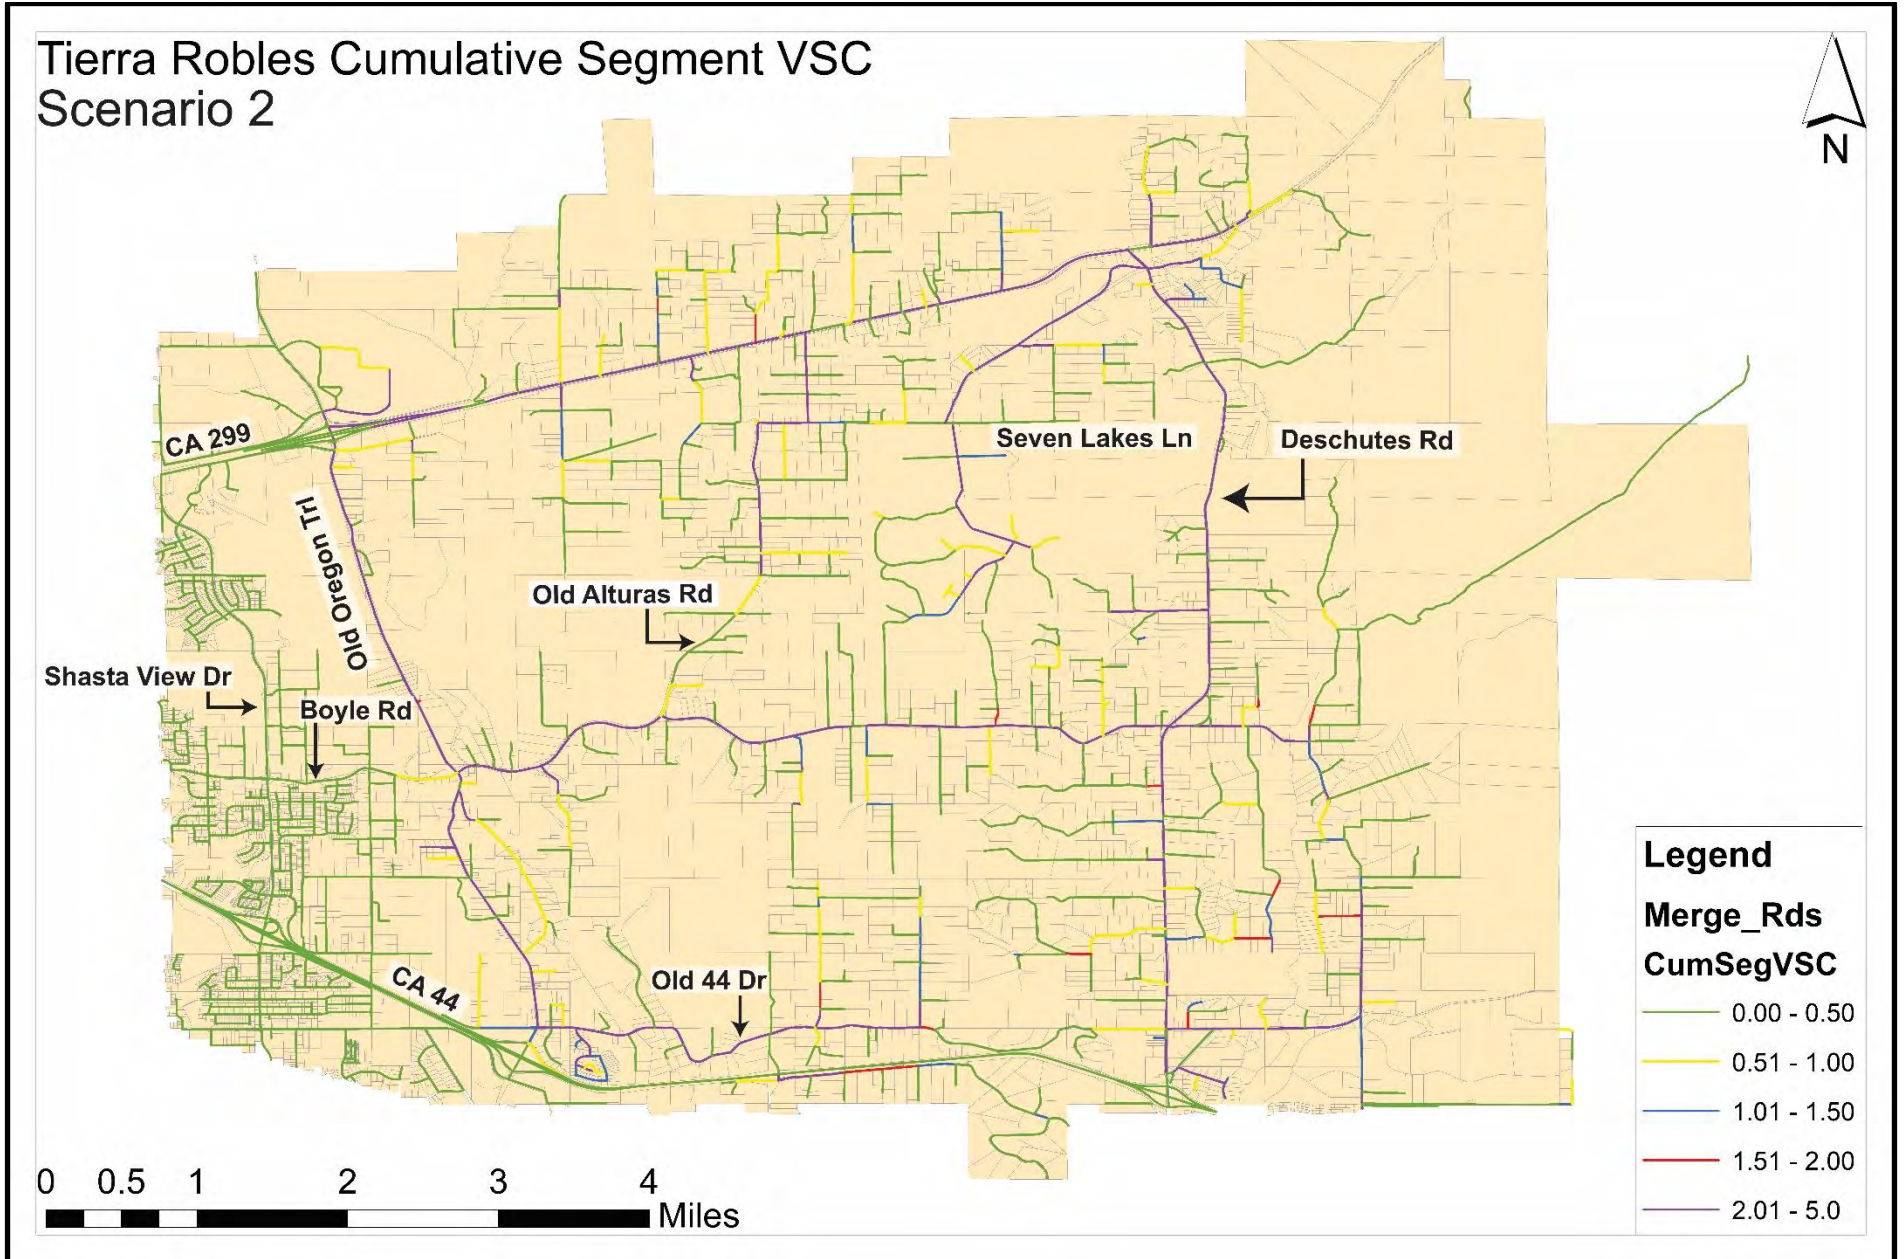 Tierra Robles Cumulative Segment VSC
Scenario 2
N
CA 299
Seven Lakes Ln
Deschutes Rd
Old Oregon Trl
Old Alturas Rd
Shasta View Dr
Boyle Rd
CA 44
Old 44 Dr
Legend
Merge_Rds
CumSegVSC
0.00 - 0.50
0.51 - 1.00
1.01 - 1.50
1.51 - 2.00
2.01 - 5.0
0 0.5 1 2 3 4
Miles